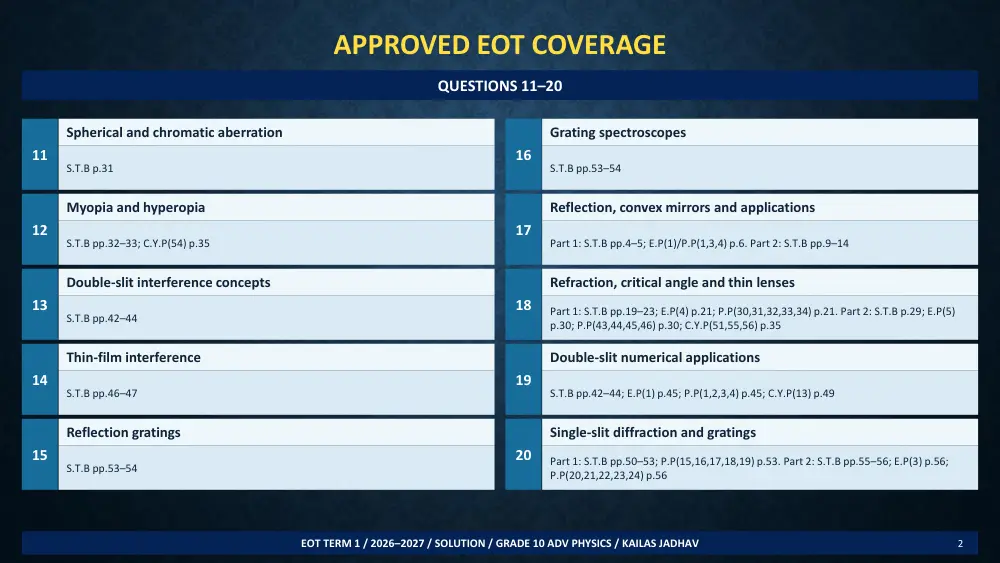 APPROVED EOT COVERAGE
QUESTIONS 11–20
11
Spherical and chromatic aberration
S.T.B p.31
12
Myopia and hyperopia
S.T.B pp.32–33; C.Y.P(54) p.35
13
Double-slit interference concepts
S.T.B pp.42–44
14
Thin-film interference
S.T.B pp.46–47
15
Reflection gratings
S.T.B pp.53–54
16
Grating spectroscopes
S.T.B pp.53–54
17
Reflection, convex mirrors and applications
Part 1: S.T.B pp.4–5; E.P(1)/P.P(1,3,4) p.6. Part 2: S.T.B pp.9–14
18
Refraction, critical angle and thin lenses
Part 1: S.T.B pp.19–23; E.P(4) p.21; P.P(30,31,32,33,34) p.21. Part 2: S.T.B p.29; E.P(5)
p.30; P.P(43,44,45,46) p.30; C.Y.P(51,55,56) p.35
19
Double-slit numerical applications
S.T.B pp.42–44; E.P(1) p.45; P.P(1,2,3,4) p.45; C.Y.P(13) p.49
20
Single-slit diffraction and gratings
Part 1: S.T.B pp.50–53; P.P(15,16,17,18,19) p.53. Part 2: S.T.B pp.55–56; E.P(3) p.56;
P.P(20,21,22,23,24) p.56
EOT TERM 1 / 2026–2027 / SOLUTION / GRADE 10 ADV PHYSICS / KAILAS JADHAV
2